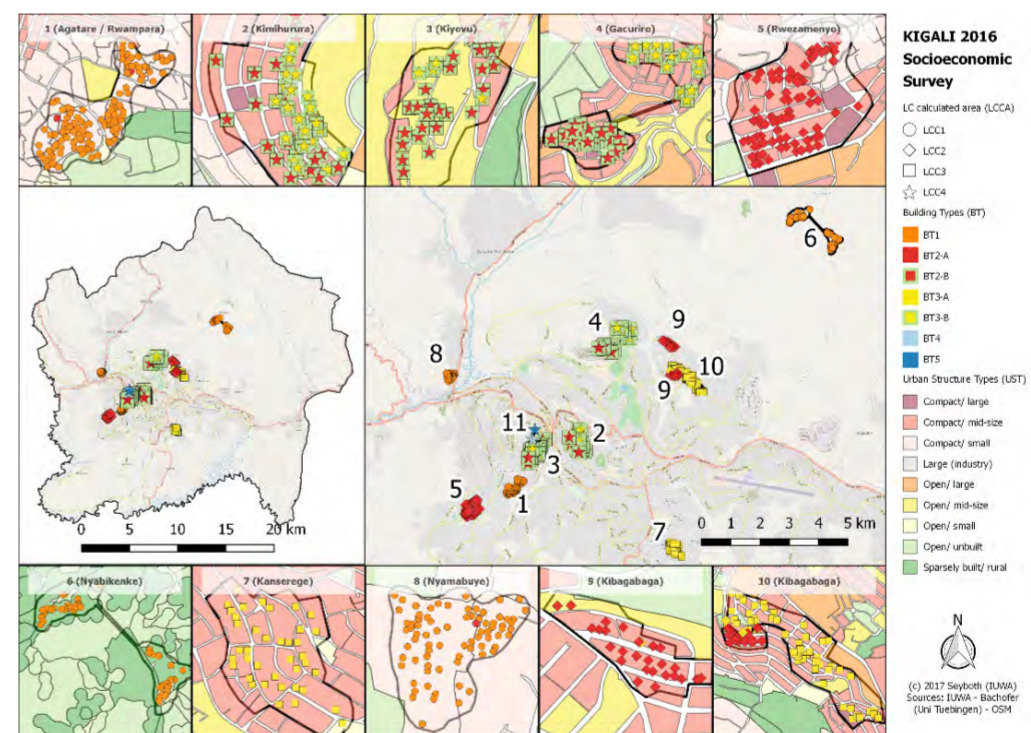 1 (Agatare / Rwampara)
2 (Kimihurura)
3 (Kiyovu)
4 (Gacuriro)
5 (Rwezamenyo)
KIGALI 2016
Socioeconomic
Survey
LC calculated area (LCCA)
LCC1
LCC2
LCC3
LCC4
Building Types (BT)
BT1
BT2-A
BT2-B
BT3-A
BT3-B
BT4
BT5
Urban Structure Types (UST)
Compact/ large
Compact/ mid-size
Compact/ small
Large (industry)
Open/ large
Open/ mid-size
Open/ small
Open/ unbuilt
Sparsely built/ rural
6
4
9
8
10
9
11
2
3
5
1
7
0 5 10 15 20 km
0 1 2 3 4 5 km
6 (Nyabikenke)
7 (Kanserege)
8 (Nyamabuye)
9 (Kibagabaga)
10 (Kibagabaga)
N
(c) 2017 Seyboth (IUWA)
Sources: IUWA - Bachofer
(Uni Tuebingen) - OSM